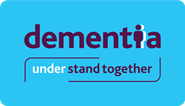 dementia
under stand together